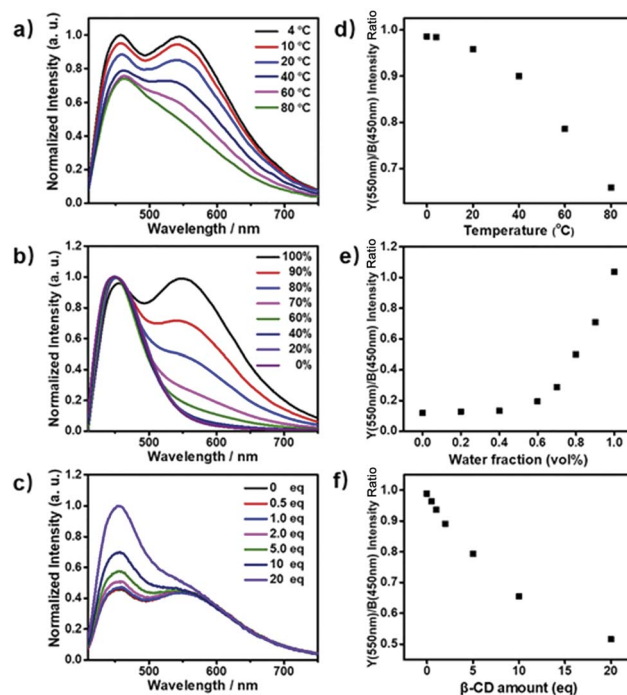 a)
Normalized Intensity (a. u.)
1.0
0.8
0.6
0.4
0.2
0.0
4 °C
10 °C
20 °C
40 °C
60 °C
80 °C
500
600
700
Wavelength / nm
d)
Y(550nm)/B(450nm) Intensity Ratio
1.0
0.9
0.8
0.7
0
20
40
60
80
Temperature (°C)
b)
Normalized Intensity (a. u.)
1.2
1.0
0.8
0.6
0.4
0.2
0.0
100%
90%
80%
70%
60%
40%
20%
0%
500
600
700
Wavelength / nm
e)
Y(550nm)/B(450nm) Intensity Ratio
1.2
1.0
0.8
0.6
0.4
0.2
0.0
0.0
0.2
0.4
0.6
0.8
1.0
Water fraction (vol%)
c)
Normalized Intensity (a. u.)
1.2
1.0
0.8
0.6
0.4
0.2
0.0
0 eq
0.5 eq
1.0 eq
2.0 eq
5.0 eq
10 eq
20 eq
500
600
700
Wavelength / nm
f)
Y(550nm)/B(450nm) Intensity Ratio
1.0
0.9
0.8
0.7
0.6
0.5
0
5
10
15
20
β-CD amount (eq)